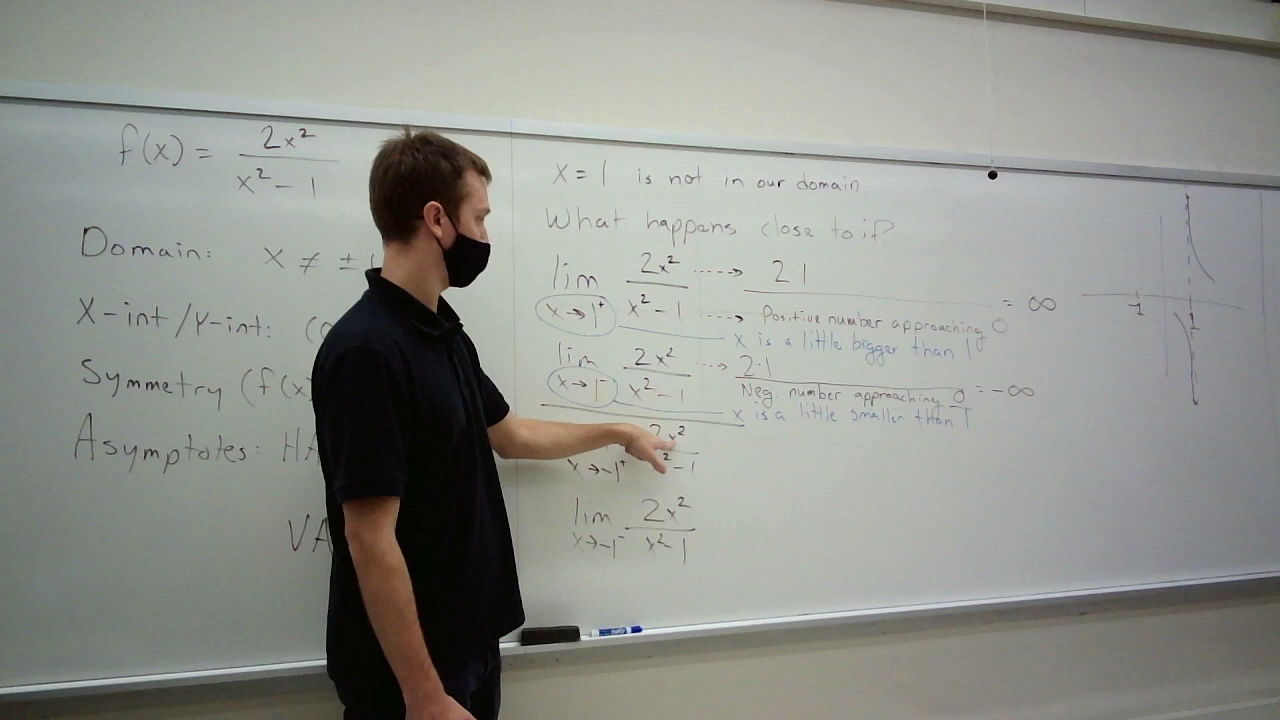 f(x) = 2x² / x² - 1
Domain: x ≠ ±
X-int/Y-int: (
Symmetry (f(x
Asymptotes: HA
VA
x = 1 is not in our domain.
What happens close to it?
lim x→1⁺ 2x² / x² - 1 ⇢ 2·1 / Positive number approaching 0 = ∞
x is a little bigger than 1
lim x→1⁻ 2x² / x² - 1 ⇢ 2·1 / Neg. number approaching 0 = -∞
x is a little smaller than 1
x→-1⁺ 2x² / ² - 1
lim x→-1⁻ 2x² / x² - 1
-1
1